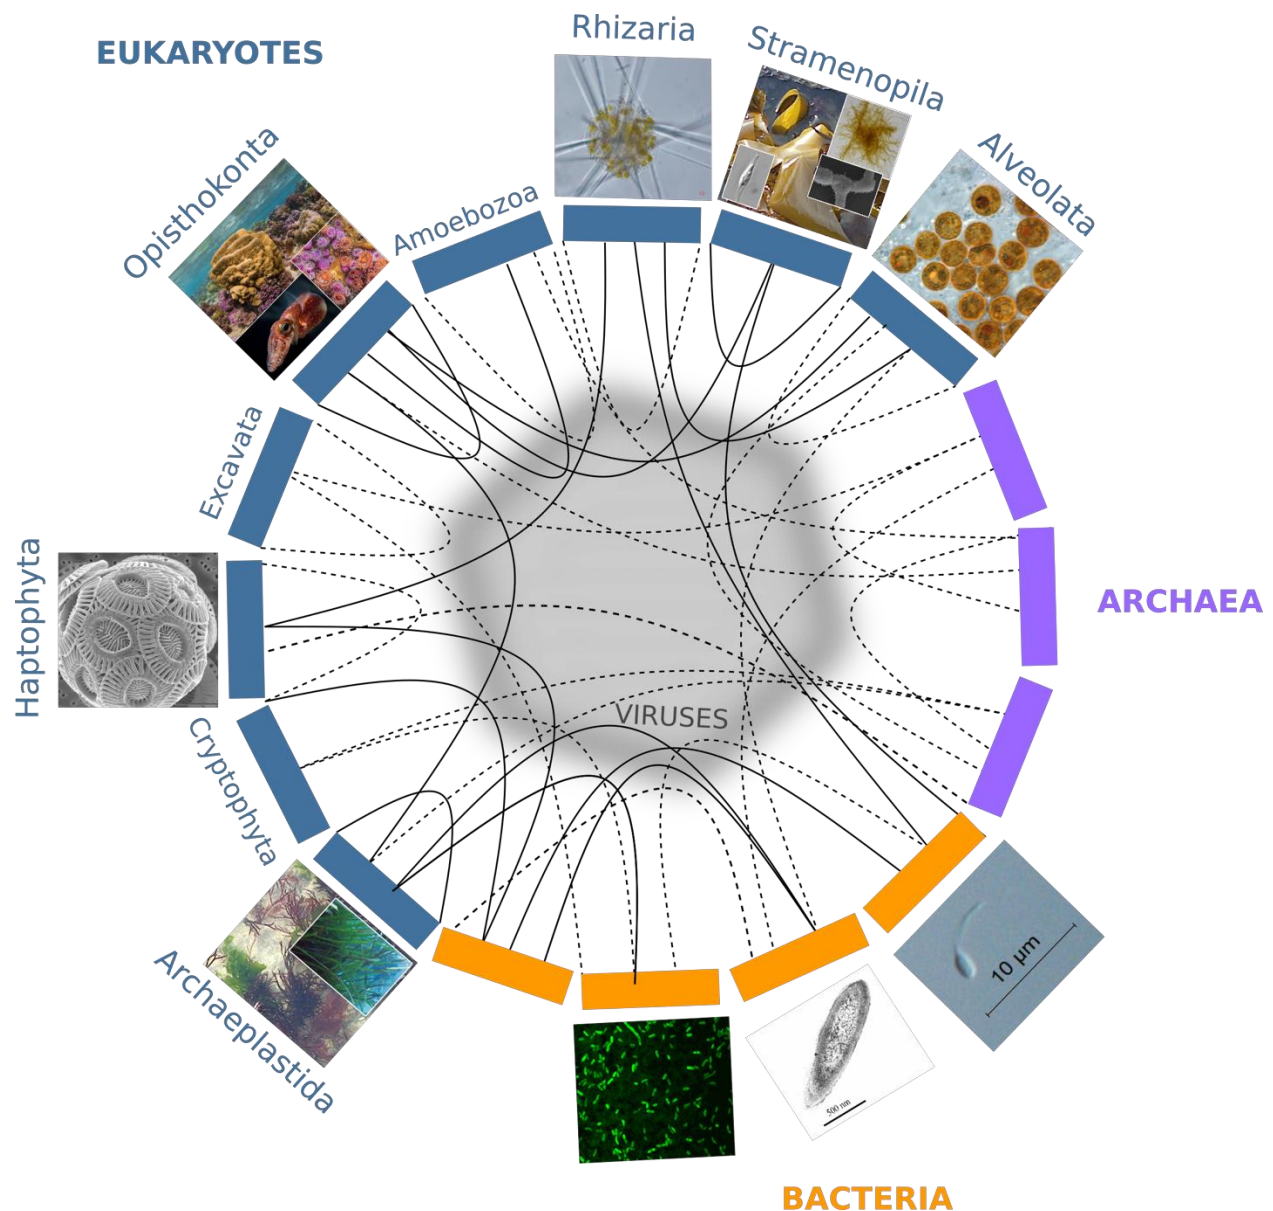 Rhizaria
EUKARYOTES
Stramenopila
Alveolata
Opisthokonta
Amoebozoa
Excavata
Haptophyta
ARCHAEA
VIRUSES
Cryptophyta
Archaeplastida
10 µm
500 nm
BACTERIA